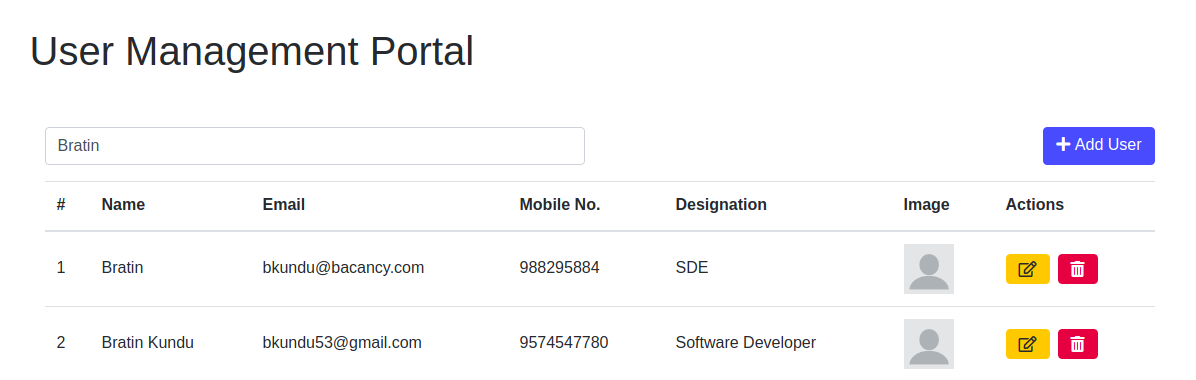 User Management Portal
Bratin
Add User
# Name Email Mobile No. Designation Image Actions
1 Bratin bkundu@bacancy.com 988295884 SDE
2 Bratin Kundu bkundu53@gmail.com 9574547780 Software Developer